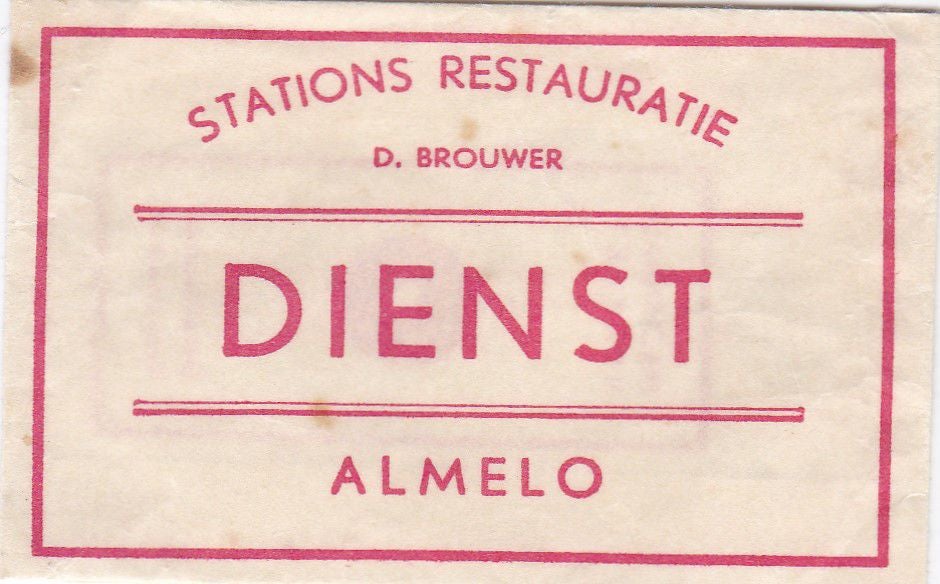 STATIONS RESTAURATIE
D. BROUWER
DIENST
ALMELO